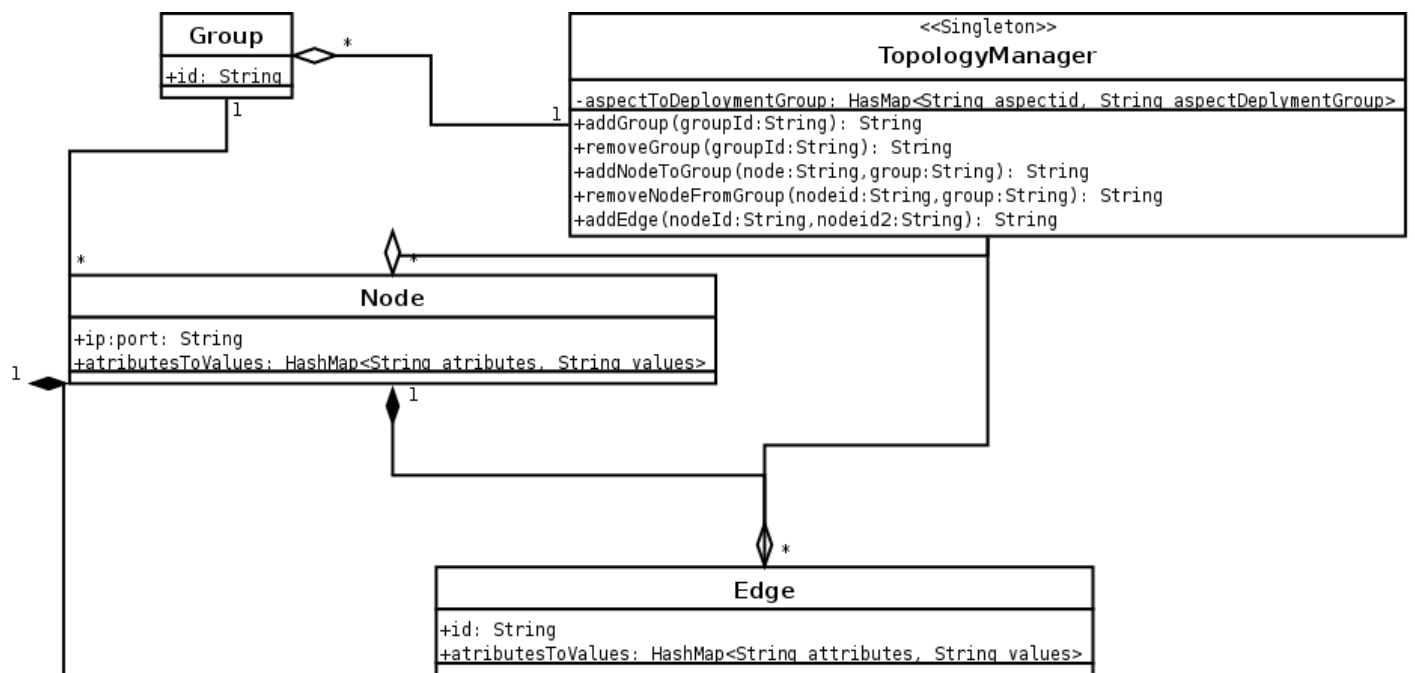 Group
+id: String
*
1
1
<<Singleton>>
TopologyManager
-aspectToDeploymentGroup: HasMap<String aspectid, String aspectDeplymentGroup>
+addGroup(groupId:String): String
+removeGroup(groupId:String): String
+addNodeToGroup(node:String,group:String): String
+removeNodeFromGroup(nodeid:String,group:String): String
+addEdge(nodeId:String,nodeid2:String): String
*
*
Node
+ip:port: String
+atributesToValues: HashMap<String atributes, String values>
1
1
*
Edge
+id: String
+atributesToValues: HashMap<String attributes, String values>